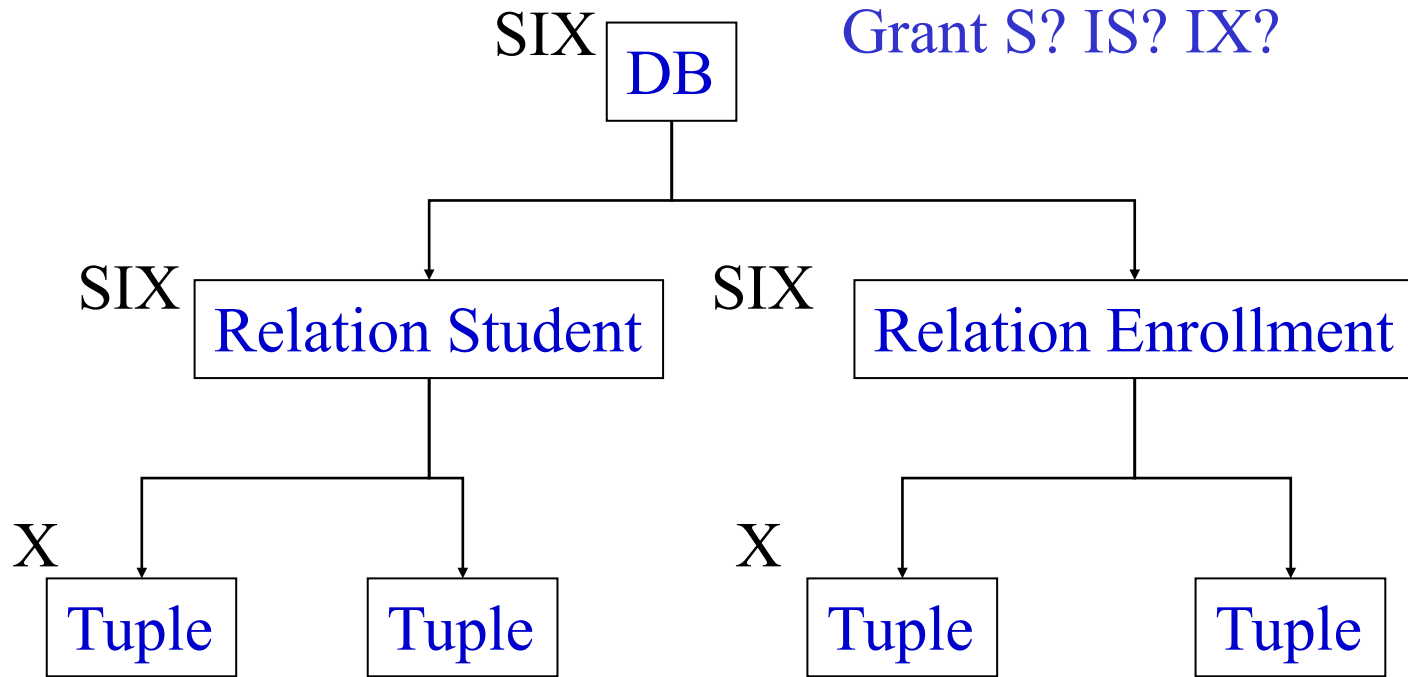 SIX
DB
Grant S? IS? IX?
SIX
Relation Student
SIX
Relation Enrollment
X
Tuple
Tuple
X
Tuple
Tuple